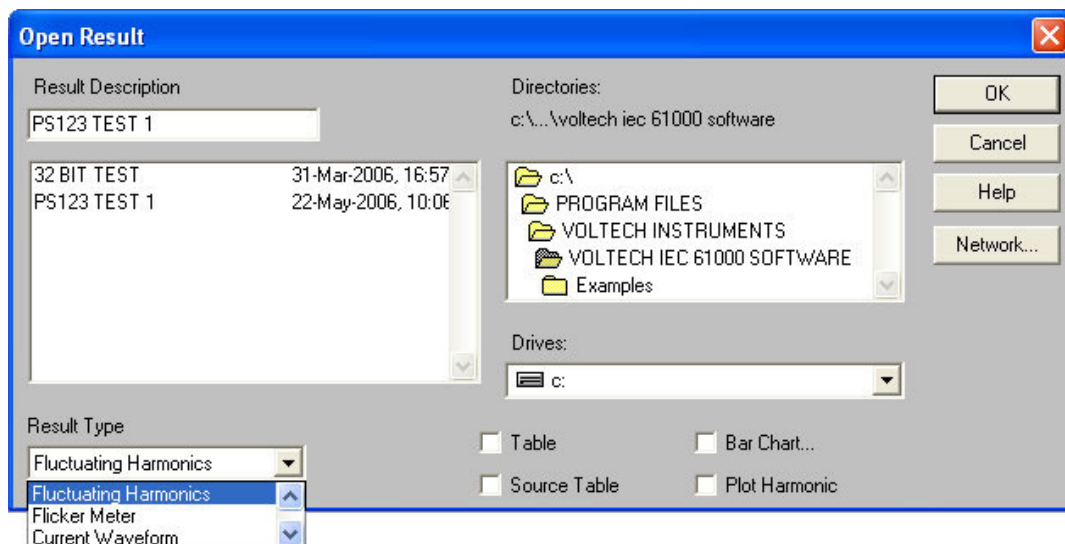 Open Result
Result Description
PS123 TEST 1
32 BIT TEST 31-Mar-2006, 16:57
PS123 TEST 1 22-May-2006, 10:06
Result Type
Fluctuating Harmonics
Fluctuating Harmonics
Flicker Meter
Current Waveform
Directories:
c:\...\voltech iec 61000 software
c:\
PROGRAM FILES
VOLTECH INSTRUMENTS
VOLTECH IEC 61000 SOFTWARE
Examples
Drives:
c:
Table
Bar Chart...
Source Table
Plot Harmonic
OK
Cancel
Help
Network...